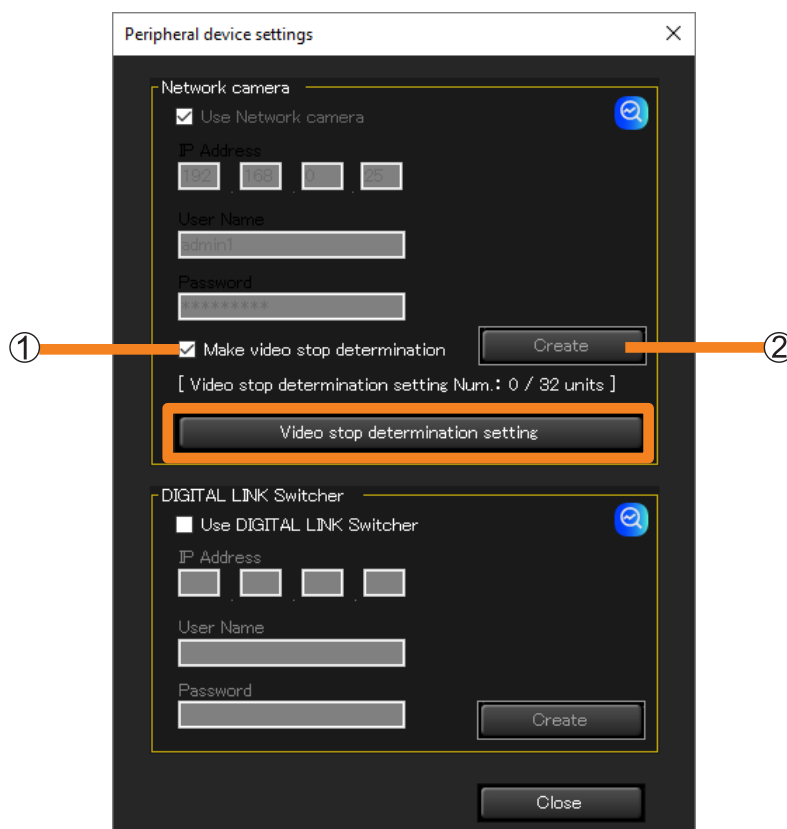 Peripheral device settings
Network camera
Use Network camera
IP Address
192 . 168 . 0 . 25
User Name
admin1
Password
*********
① Make video stop determination Create ②
[ Video stop determination setting Num.: 0 / 32 units ]
Video stop determination setting
DIGITAL LINK Switcher
Use DIGITAL LINK Switcher
IP Address
. . .
User Name
Password
Create
Close